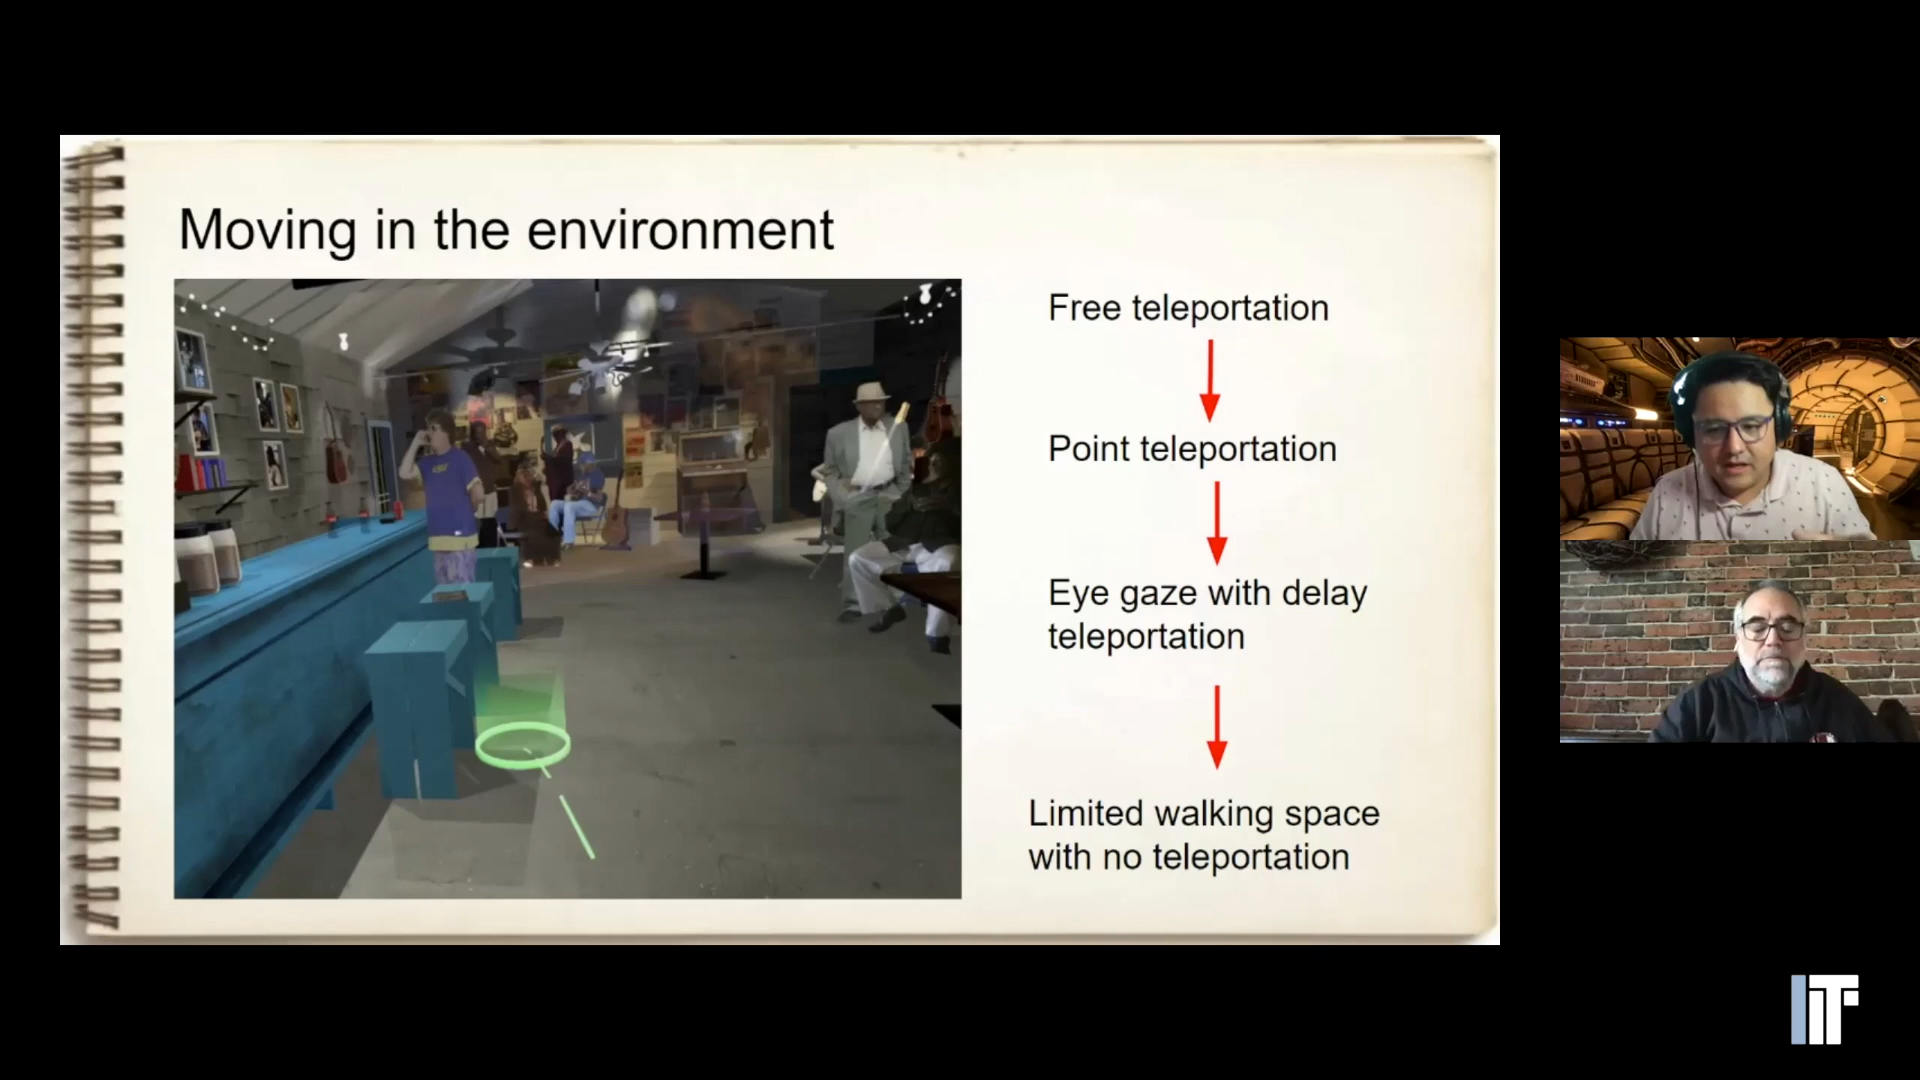 Moving in the environment
Free teleportation
Point teleportation
Eye gaze with delay
teleportation
Limited walking space
with no teleportation